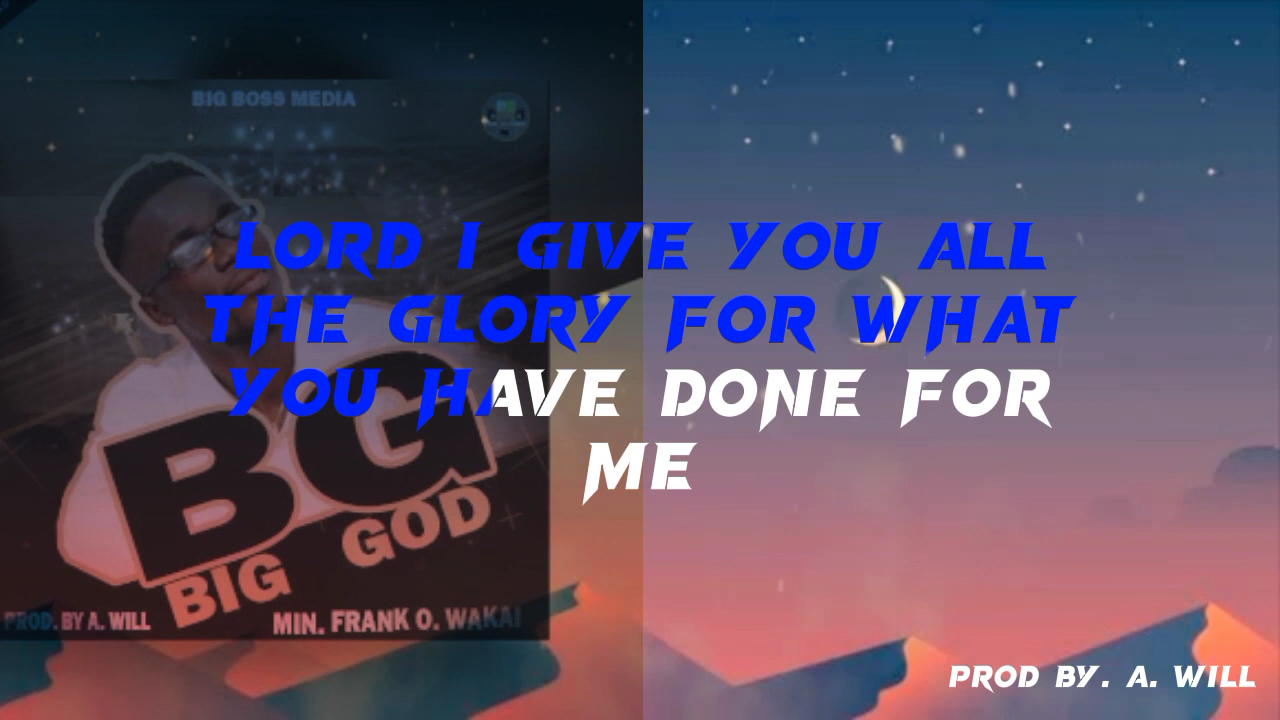 BIG BOSS MEDIA
LORD I GIVE YOU ALL
THE GLORY FOR WHAT
YOU HAVE DONE FOR
ME
BG
BIG GOD
PROD. BY A. WILL
MIN. FRANK O. WAKAI
PROD BY. A. WILL